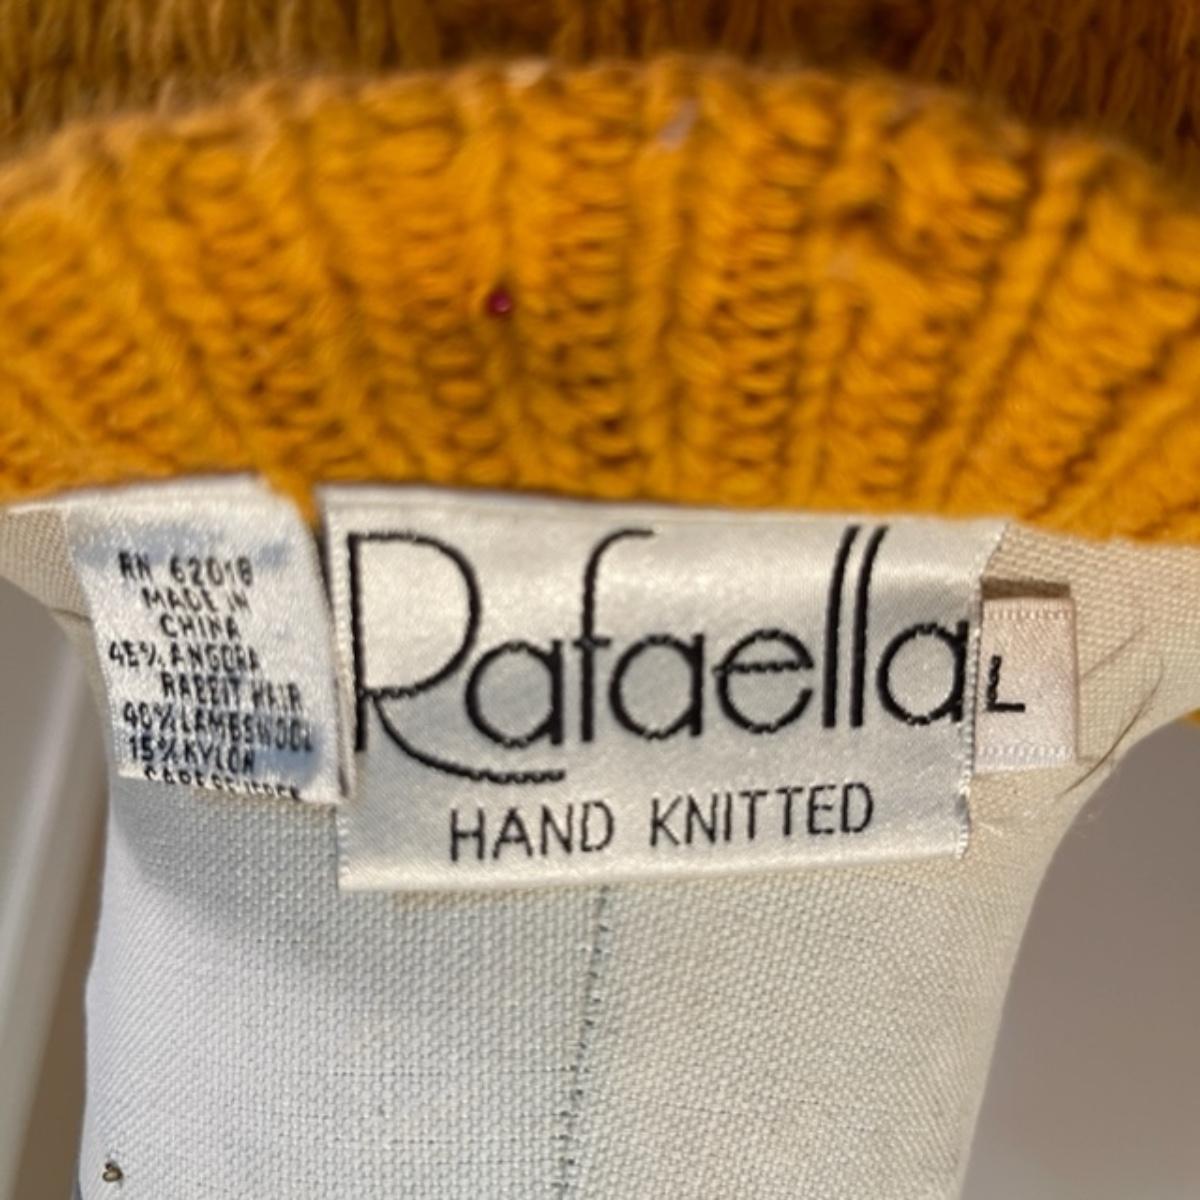 RN 62018
MADE IN
CHINA
45% ANGORA
RABBIT HAIR
40% LAMBSWOOL
15% NYLON
Rafaella
HAND KNITTED
L